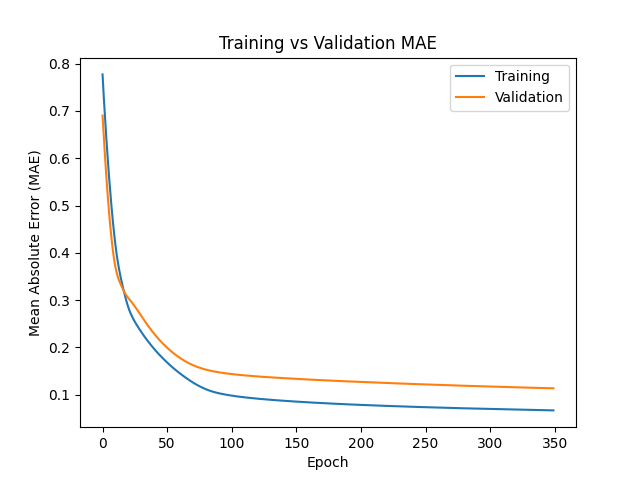 Training vs Validation MAE
Training
Validation
Mean Absolute Error (MAE)
0.8
0.7
0.6
0.5
0.4
0.3
0.2
0.1
0 50 100 150 200 250 300 350
Epoch